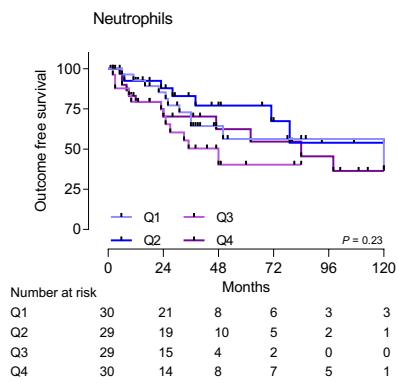 Neutrophils
Outcome free survival
100
75
50
25
0
Q1 Q3
Q2 Q4
P = 0.23
0 24 48 72 96 120
Months
Number at risk
Q1 30 21 8 6 3 3
Q2 29 19 10 5 2 1
Q3 29 15 4 2 0 0
Q4 30 14 8 7 5 1